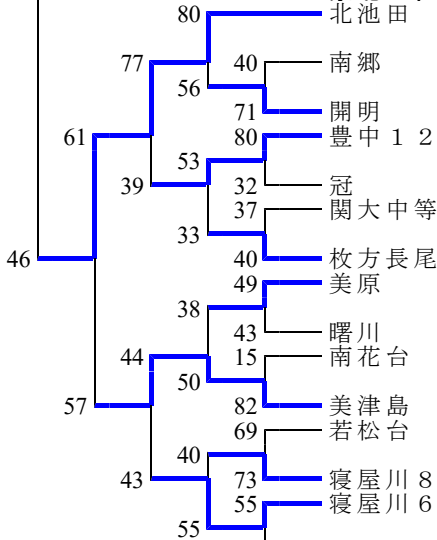 80 北池田
77 40 南郷
56
71 開明
61 80 豊中１２
53
39 32 冠
37 関大中等
33
46 40 枚方長尾
49 美原
38
43 曙川
44 15 南花台
50
57 82 美津島
69 若松台
40
43 73 寝屋川８
55 寝屋川６
55